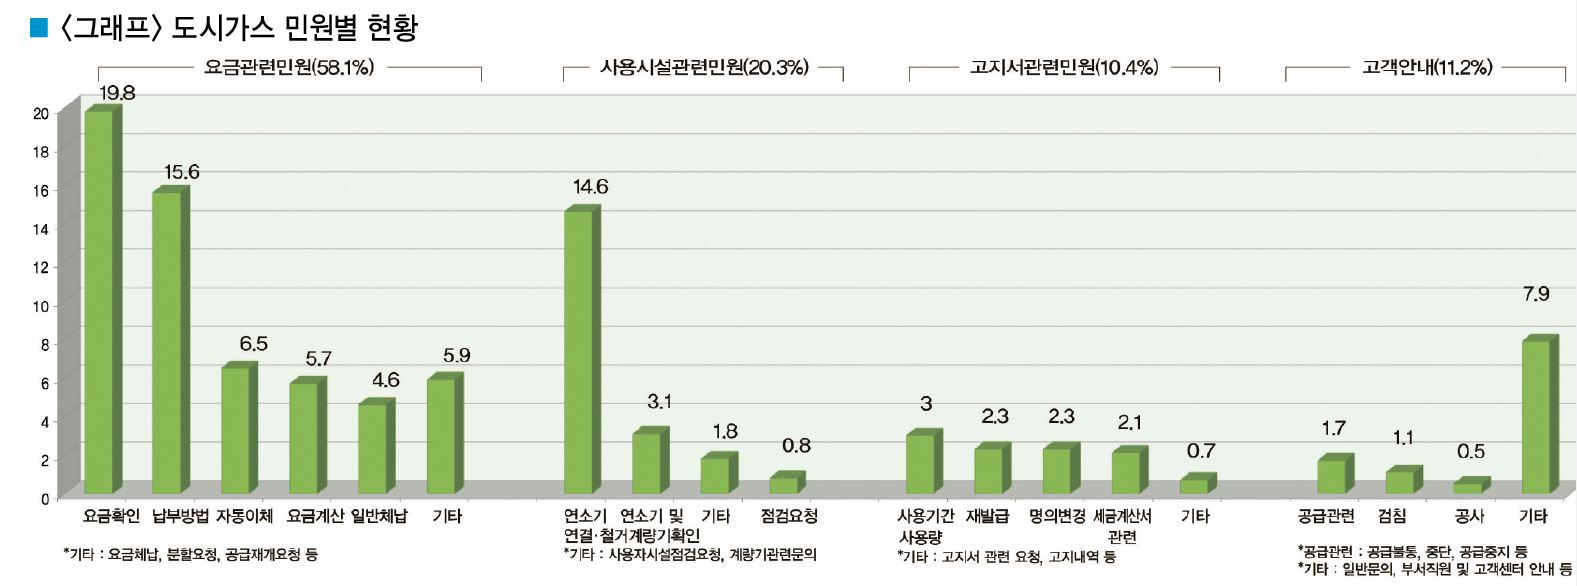 ■ <그래프> 도시가스 민원별 현황
요금관련민원(58.1%)
사용시설관련민원(20.3%)
고지서관련민원(10.4%)
고객안내(11.2%)
20
18
16
14
12
10
8
6
4
2
0
19.8
15.6
6.5
5.7
4.6
5.9
14.6
3.1
1.8
0.8
3
2.3
2.3
2.1
0.7
1.7
1.1
0.5
7.9
요금확인 납부방법 자동이체 요금계산 일반체납 기타
*기타 : 요금체납, 분할요청, 공급재개요청 등
연소기 연소기 및 기타 점검요청
연결·철거계량기확인
*기타 : 사용자시설점검요청, 계량기관련문의
사용기간 재발급 명의변경 세금계산서 기타
사용량 관련
*기타 : 고지서 관련 요청, 고지내역 등
공급관련 검침 공사 기타
*공급관련 : 공급불통, 중단, 공급중지 등
*기타 : 일반문의, 부서직원 및 고객센터 안내 등